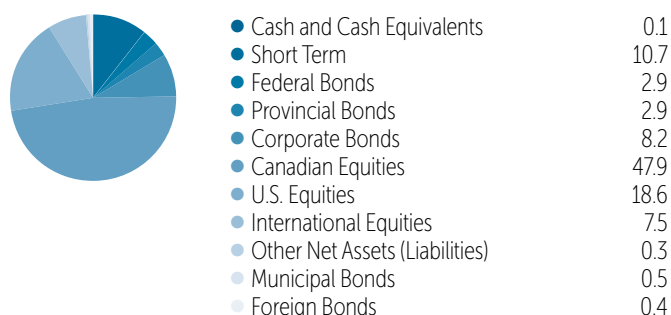 Cash and Cash Equivalents 0.1
Short Term 10.7
Federal Bonds 2.9
Provincial Bonds 2.9
Corporate Bonds 8.2
Canadian Equities 47.9
U.S. Equities 18.6
International Equities 7.5
Other Net Assets (Liabilities) 0.3
Municipal Bonds 0.5
Foreign Bonds 0.4